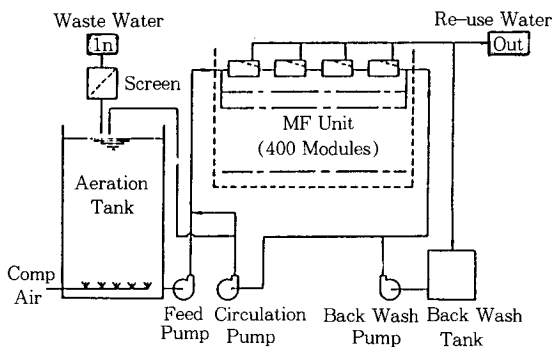 Waste Water
In
Screen
Re-use Water
Out
MF Unit
(400 Modules)
Aeration
Tank
Comp
Air
Feed
Pump
Circulation
Pump
Back Wash
Pump
Back Wash
Tank